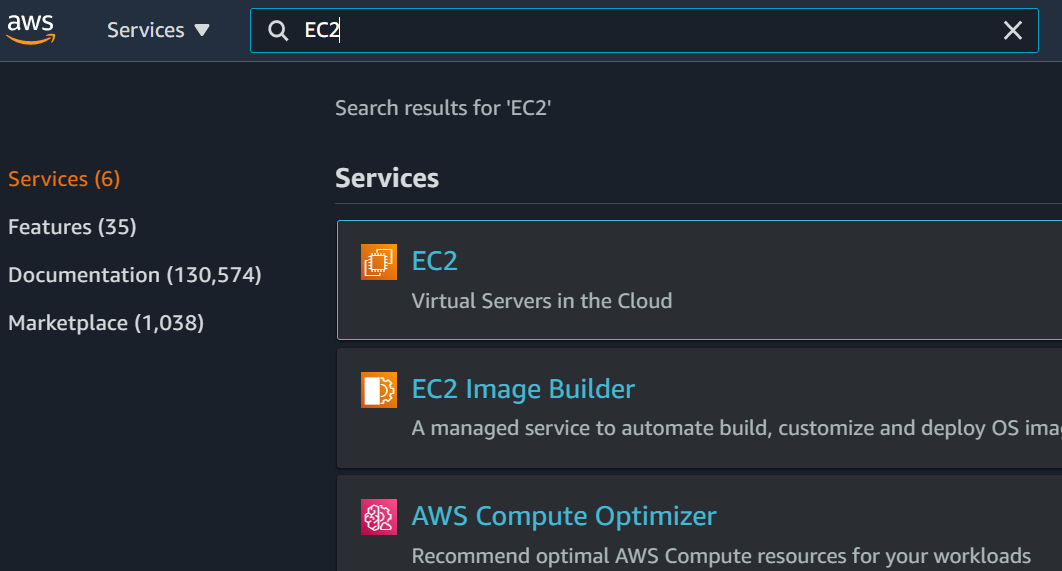 aws Services ▼ EC2
Search results for 'EC2'
Services (6)
Features (35)
Documentation (130,574)
Marketplace (1,038)
Services
EC2
Virtual Servers in the Cloud
EC2 Image Builder
A managed service to automate build, customize and deploy OS
AWS Compute Optimizer
Recommend optimal AWS Compute resources for your workloads